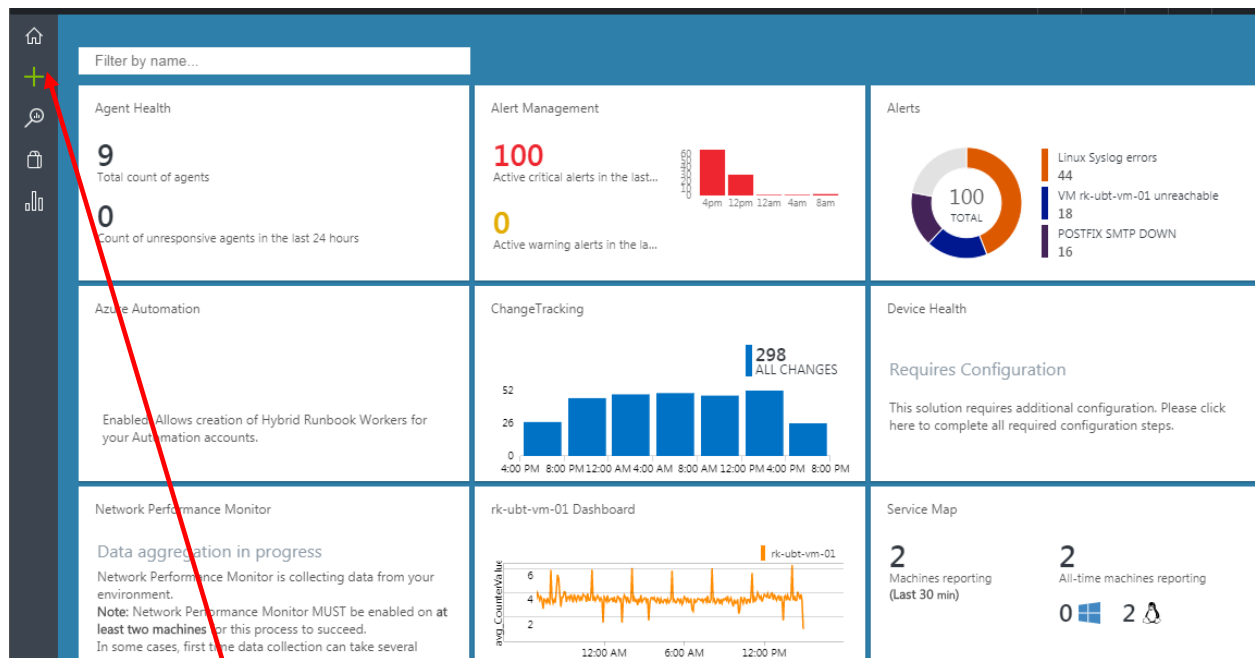 Filter by name...
Agent Health
9
Total count of agents
0
Count of unresponsive agents in the last 24 hours
Alert Management
100
Active critical alerts in the last...
0
Active warning alerts in the la...
60
50
40
30
20
10
0
4pm 12pm 12am 4am 8am
Alerts
100
TOTAL
Linux Syslog errors
44
VM rk-ubt-vm-01 unreachable
18
POSTFIX SMTP DOWN
16
Azure Automation
Enabled: Allows creation of Hybrid Runbook Workers for
your Automation accounts.
ChangeTracking
298
ALL CHANGES
52
26
0
4:00 PM 8:00 PM 12:00 AM 4:00 AM 8:00 AM 12:00 PM 4:00 PM 8:00 PM
Device Health
Requires Configuration
This solution requires additional configuration. Please click
here to complete all required configuration steps.
Network Performance Monitor
Data aggregation in progress
Network Performance Monitor is collecting data from your
environment.
Note: Network Performance Monitor MUST be enabled on at
least two machines for this process to succeed.
In some cases, first time data collection can take several
rk-ubt-vm-01 Dashboard
rk-ubt-vm-01
avg_CounterValue
6
4
2
12:00 AM 6:00 AM 12:00 PM
Service Map
2
Machines reporting
(Last 30 min)
2
All-time machines reporting
0 2